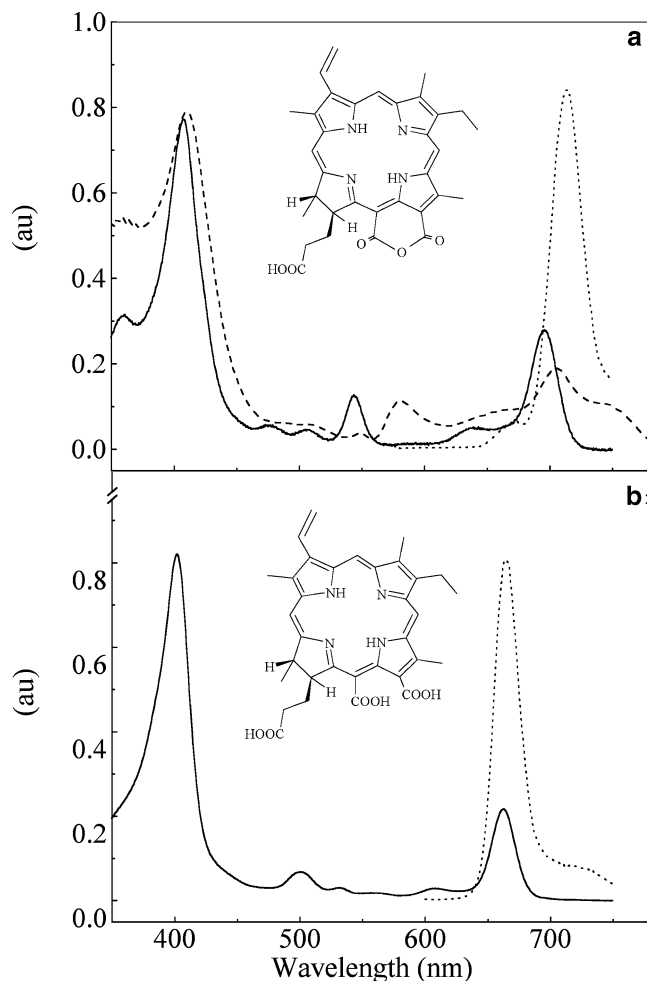 1.0
a
0.8
0.6
(au)
0.4
0.2
0.0
NH
N
N
HN
H
H
O
O
O
HOOC
b
0.8
0.6
(au)
0.4
0.2
0.0
NH
N
N
HN
H
H
COOH
COOH
HOOC
400 500 600 700
Wavelength (nm)